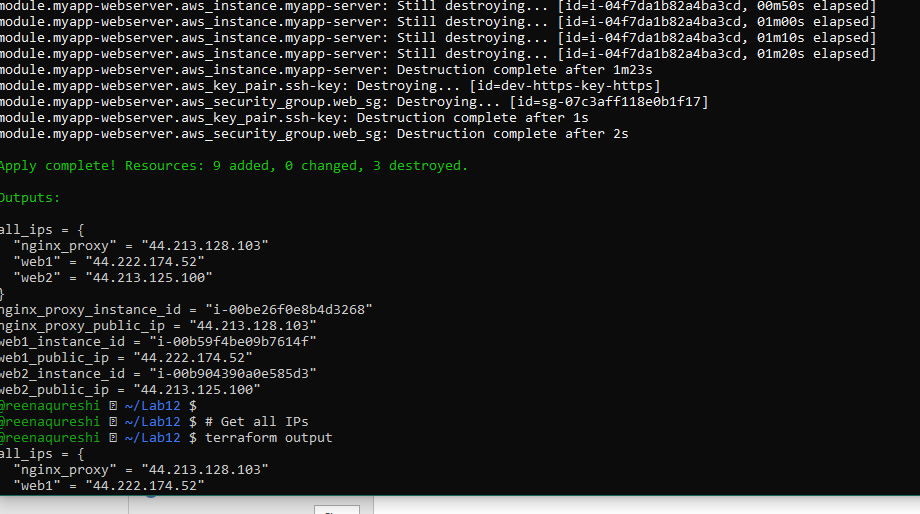 module.myapp-webserver.aws_instance.myapp-server: Still destroying... [id=i-04f7da1b82a4ba3cd, 00m50s elapsed]
module.myapp-webserver.aws_instance.myapp-server: Still destroying... [id=i-04f7da1b82a4ba3cd, 01m00s elapsed]
module.myapp-webserver.aws_instance.myapp-server: Still destroying... [id=i-04f7da1b82a4ba3cd, 01m10s elapsed]
module.myapp-webserver.aws_instance.myapp-server: Still destroying... [id=i-04f7da1b82a4ba3cd, 01m20s elapsed]
module.myapp-webserver.aws_instance.myapp-server: Destruction complete after 1m23s
module.myapp-webserver.aws_key_pair.ssh-key: Destroying... [id=dev-https-key-https]
module.myapp-webserver.aws_security_group.web_sg: Destroying... [id=sg-07c3aff118e0b1f17]
module.myapp-webserver.aws_key_pair.ssh-key: Destruction complete after 1s
module.myapp-webserver.aws_security_group.web_sg: Destruction complete after 2s

Apply complete! Resources: 9 added, 0 changed, 3 destroyed.

Outputs:

all_ips = {
  "nginx_proxy" = "44.213.128.103"
  "web1" = "44.222.174.52"
  "web2" = "44.213.125.100"
}
nginx_proxy_instance_id = "i-00be26f0e8b4d3268"
nginx_proxy_public_ip = "44.213.128.103"
web1_instance_id = "i-00b59f4be09b7614f"
web1_public_ip = "44.222.174.52"
web2_instance_id = "i-00b904390a0e585d3"
web2_public_ip = "44.213.125.100"
@reenaqureshi ~/Lab12 $
@reenaqureshi ~/Lab12 $ # Get all IPs
@reenaqureshi ~/Lab12 $ terraform output
all_ips = {
  "nginx_proxy" = "44.213.128.103"
  "web1" = "44.222.174.52"